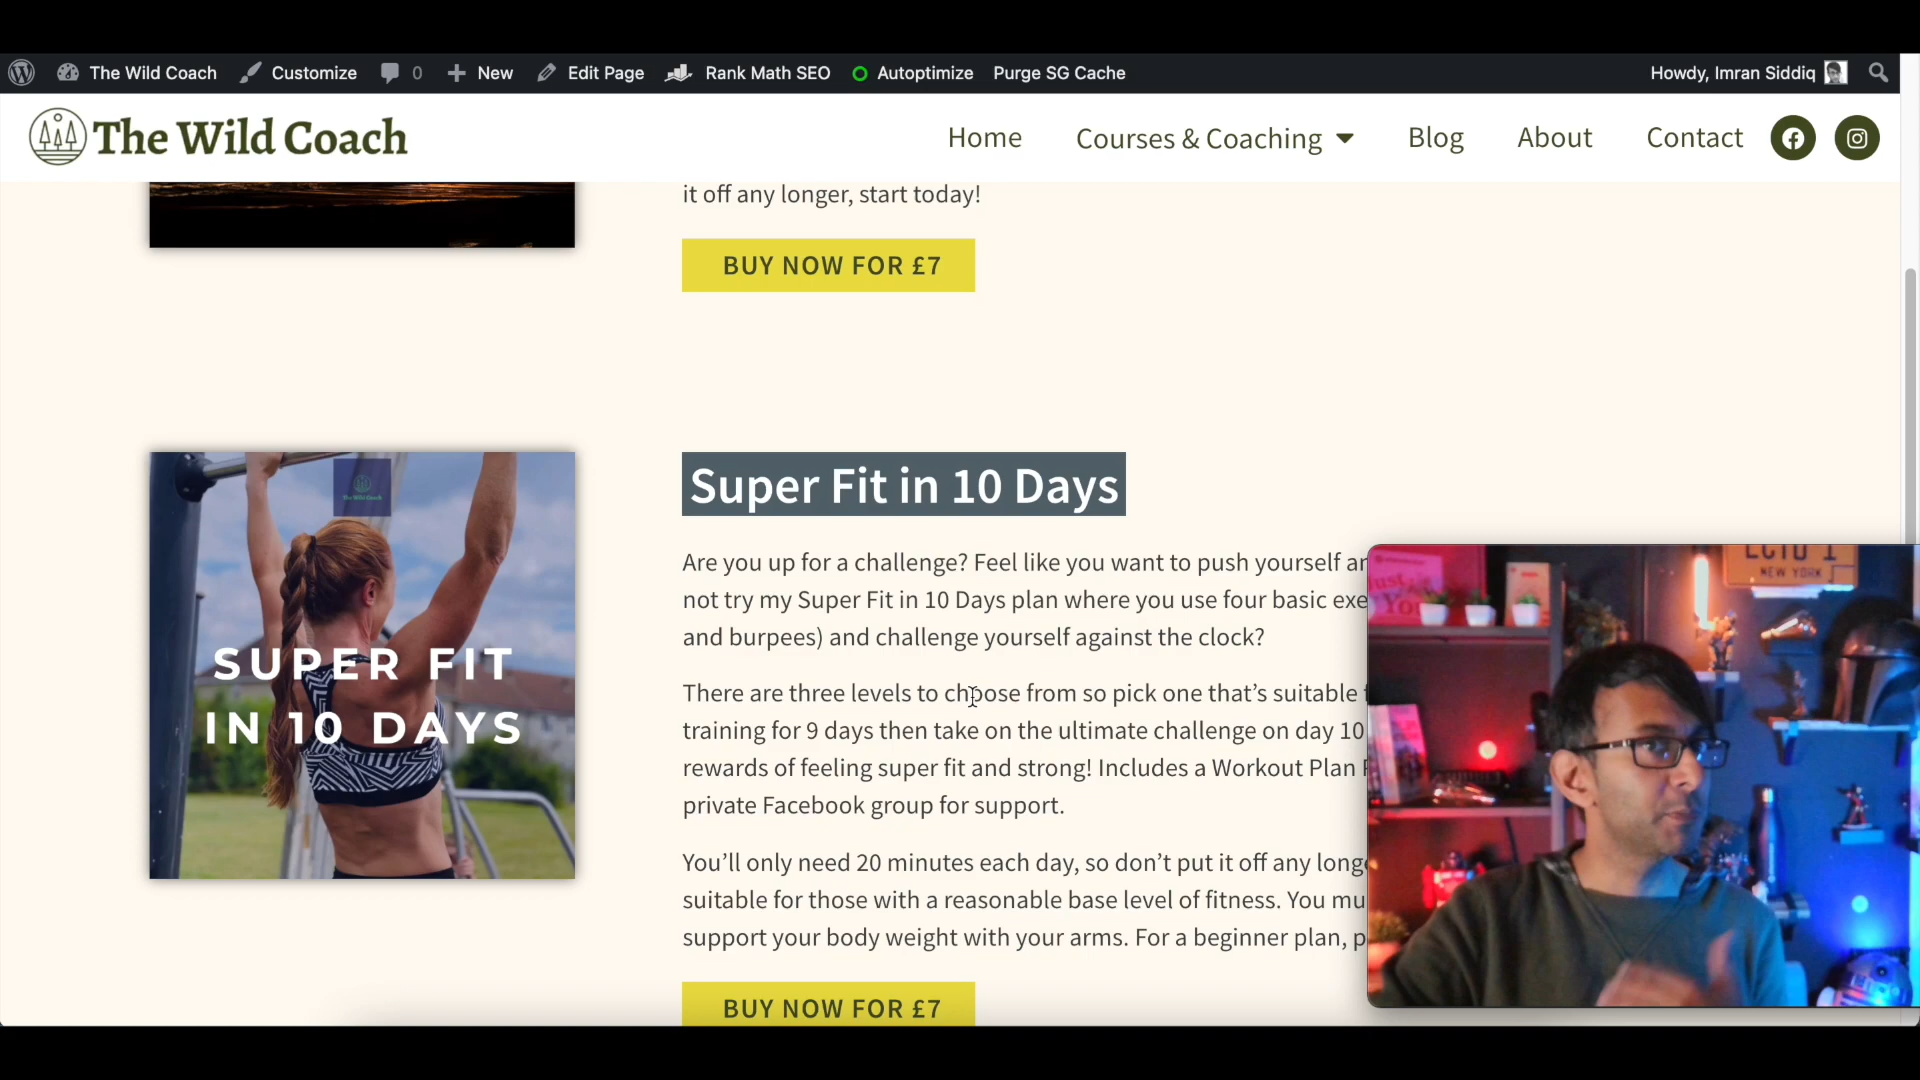 The Wild Coach Customize 0 New Edit Page Rank Math SEO Autoptimize Purge SG Cache Howdy, Imran Siddiq
The Wild Coach Home Courses & Coaching Blog About Contact
it off any longer, start today!
BUY NOW FOR £7
The Wild Coach
SUPER FIT
IN 10 DAYS
Super Fit in 10 Days
Are you up for a challenge? Feel like you want to push yourself
not try my Super Fit in 10 Days plan where you use four basic
and burpees) and challenge yourself against the clock?
There are three levels to choose from so pick one that's suitable
training for 9 days then take on the ultimate challenge on day 10
rewards of feeling super fit and strong! Includes a Workout Plan
private Facebook group for support.
You'll only need 20 minutes each day, so don't put it off any
suitable for those with a reasonable base level of fitness. You
support your body weight with your arms. For a beginner plan,
BUY NOW FOR £7
ECTO 1
NEW YORK